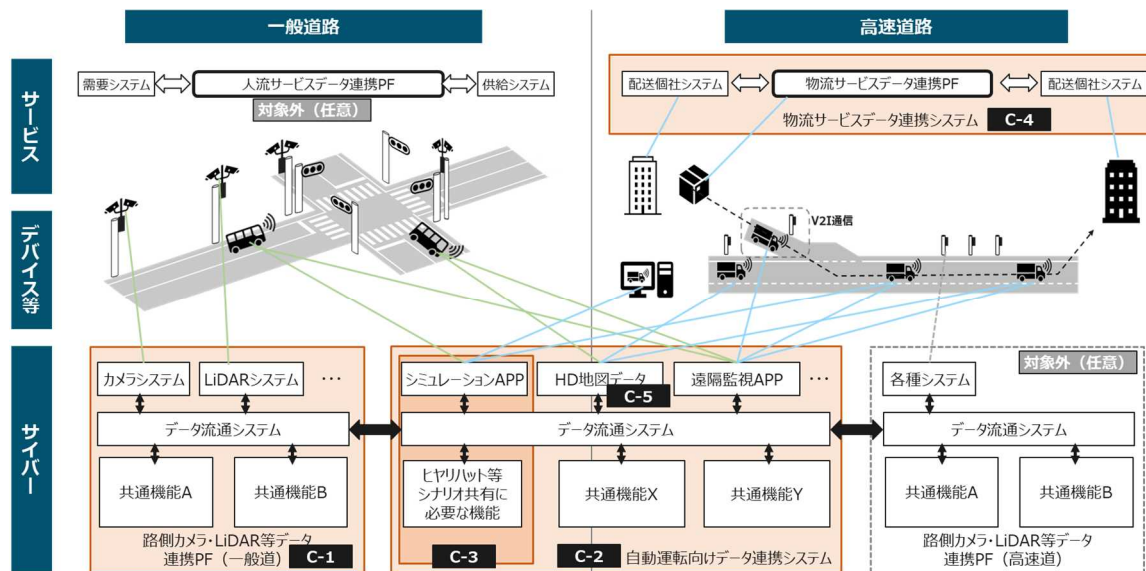 一般道路
高速道路
サービス
需要システム
人流サービスデータ連携PF
供給システム
対象外（任意）
配送個社システム
物流サービスデータ連携PF
配送個社システム
物流サービスデータ連携システム
C-4
デバイス等
V2I通信
サイバー
カメラシステム
LiDARシステム
…
シミュレーションAPP
HD地図データ
C-5
遠隔監視APP
…
対象外（任意）
各種システム
データ流通システム
データ流通システム
データ流通システム
共通機能A
共通機能B
ヒヤリハット等
シナリオ共有に
必要な機能
共通機能X
共通機能Y
共通機能A
共通機能B
路側カメラ・LiDAR等データ
連携PF（一般道）
C-1
C-3
C-2
自動運転向けデータ連携システム
路側カメラ・LiDAR等データ
連携PF（高速道）